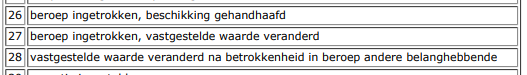 26 beroep ingetrokken, beschikking gehandhaafd
27 beroep ingetrokken, vastgestelde waarde veranderd
28 vastgestelde waarde veranderd na betrokkenheid in beroep andere belanghebbende